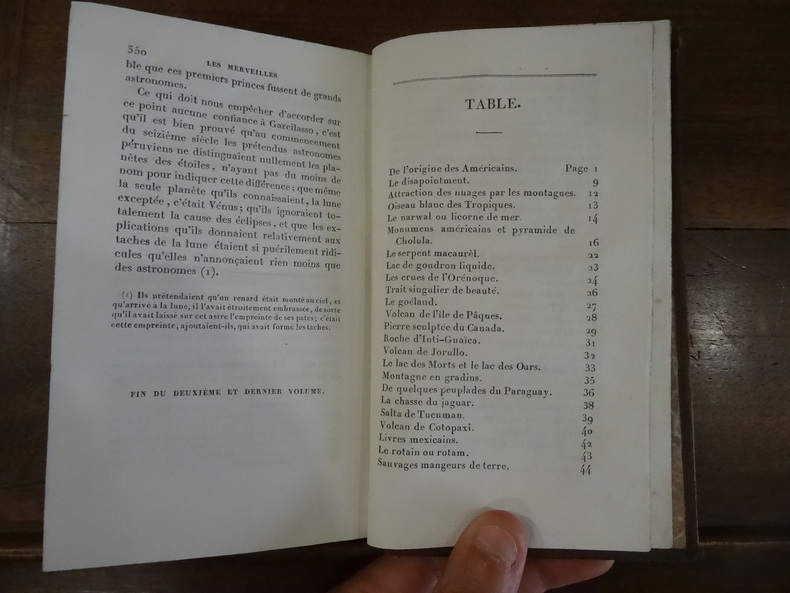 350
LES MERVEILLES
ble que ces premiers princes fussent de grands
astronomes.
Ce qui doit nous empêcher d'accorder sur
ce point aucune confiance à Garcilasso, c'est
qu'il est bien prouvé qu'au commencement
du seizième siècle les prétendus astronomes
péruviens ne distinguaient nullement les pla-
nètes des étoiles, n'ayant pas du moins de
nom pour indiquer cette différence; que même
la seule planète qu'ils connaissaient, la lune
exceptée, c'était Vénus; qu'ils ignoraient to-
talement la cause des éclipses, et que les ex-
plications qu'ils donnaient relativement aux
taches de la lune étaient si puérilement ridi-
cules qu'elles n'annonçaient rien moins que
des astronomes (1).
(1) Ils prétendaient qu'un renard était monté au ciel, et
qu'arrivé à la lune, il l'avait étroitement embrassée, de sorte
qu'il avait laissé sur cet astre l'empreinte de ses pates; c'était
cette empreinte, ajoutaient-ils, qui avait formé les taches.
FIN DU DEUXIÈME ET DERNIER VOLUME.
TABLE.
De l'origine des Américains. Page 1
Le disapointment. 9
Attraction des nuages par les montagnes. 12
Oiseau blanc des Tropiques. 13
Le narwal ou licorne de mer. 14
Monumens américains et pyramide de
Cholula. 16
Le serpent macaurel. 22
Lac de goudron liquide. 23
Les crues de l'Orénoque. 24
Trait singulier de beauté. 26
Le goéland. 27
Volcan de l'île de Pâques. 28
Pierre sculptée du Canada. 29
Roche d'Inti-Guaica. 31
Volcan de Jorullo. 32
Le lac des Morts et le lac des Ours. 33
Montagne en gradins. 35
De quelques peuplades du Paraguay. 36
La chasse du jaguar. 38
Salta de Tucuman. 39
Volcan de Cotopaxi. 40
Livres mexicains. 42
Le rotain ou rotam. 43
Sauvages mangeurs de terre. 44